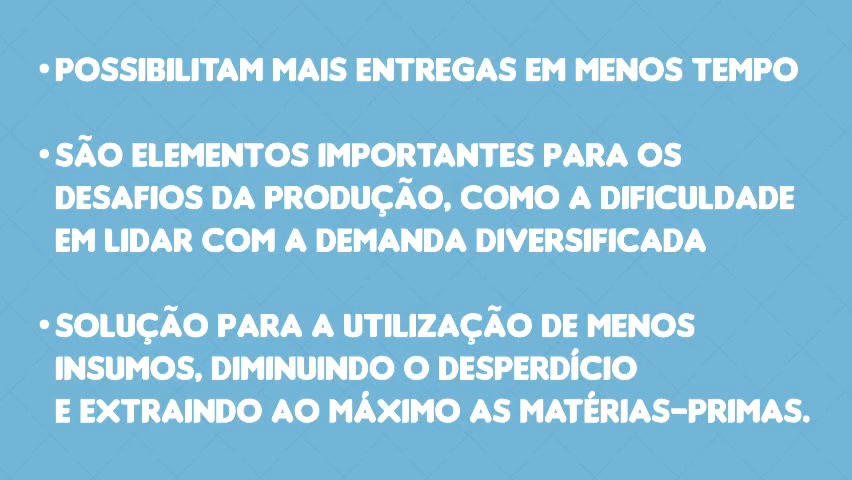 • POSSIBILITAM MAIS ENTREGAS EM MENOS TEMPO
• SÃO ELEMENTOS IMPORTANTES PARA OS
DESAFIOS DA PRODUÇÃO, COMO A DIFICULDADE
EM LIDAR COM A DEMANDA DIVERSIFICADA
• SOLUÇÃO PARA A UTILIZAÇÃO DE MENOS
INSUMOS, DIMINUINDO O DESPERDÍCIO
E EXTRAINDO AO MÁXIMO AS MATÉRIAS-PRIMAS.